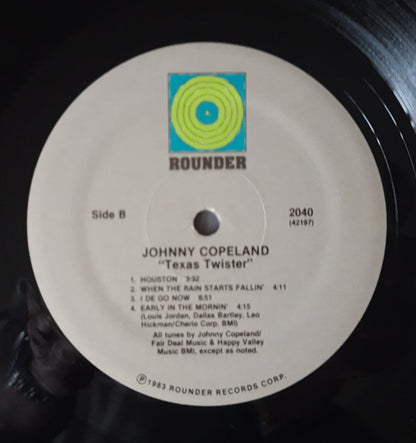 ROUNDER
Side B
2040
(42197)
JOHNNY COPELAND
"Texas Twister"
1. HOUSTON 3:32
2. WHEN THE RAIN STARTS FALLIN' 4:11
3. I DE GO NOW 6:51
4. EARLY IN THE MORNIN' 4:15
(Louis Jordan, Dallas Bartley, Leo
Hickman/Cherio Corp. BMI)
All tunes by Johnny Copeland/
Fair Deal Music & Happy Valley
Music BMI, except as noted.
℗1983 ROUNDER RECORDS CORP.